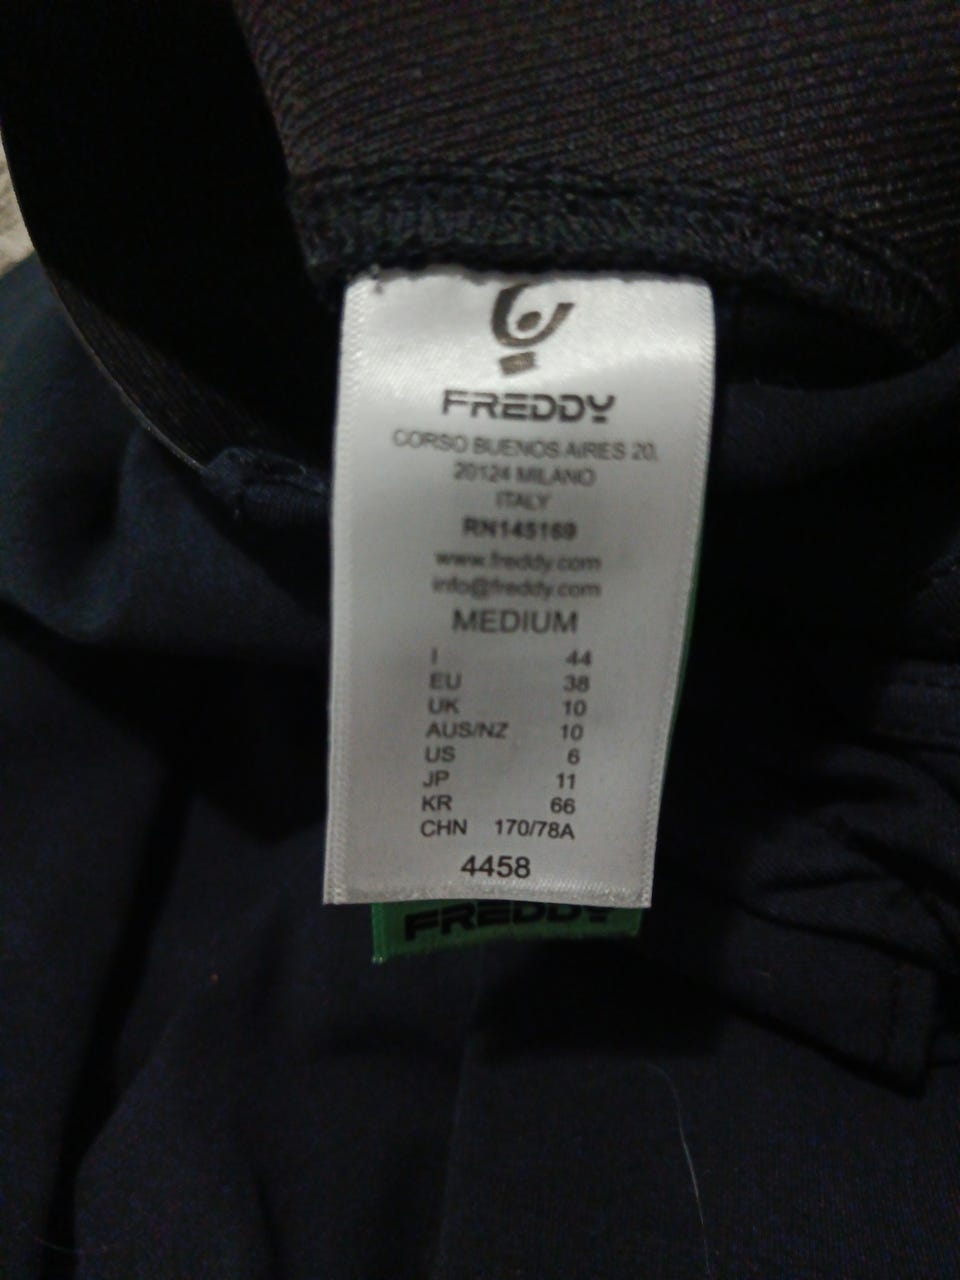 FREDDY
CORSO BUENOS AIRES 20,
20124 MILANO
ITALY
RN145169
www.freddy.com
info@freddy.com
MEDIUM
I 44
EU 38
UK 10
AUS/NZ 10
US 6
JP 11
KR 66
CHN 170/78A
4458
FREDDY